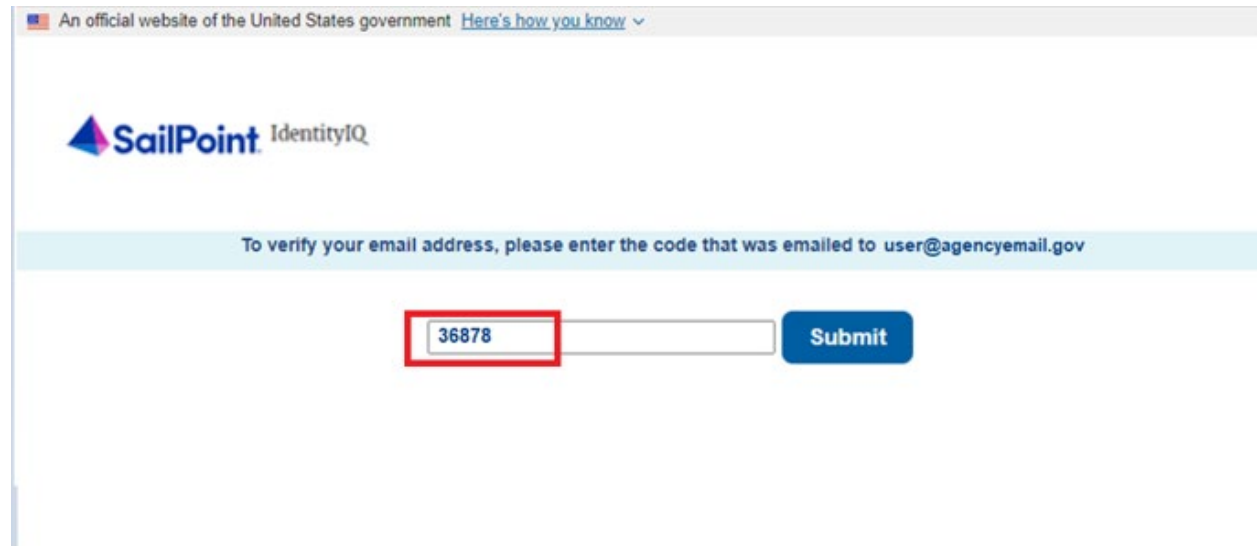 An official website of the United States government Here's how you know
SailPoint. IdentityIQ
To verify your email address, please enter the code that was emailed to user@agencyemail.gov
36878 Submit